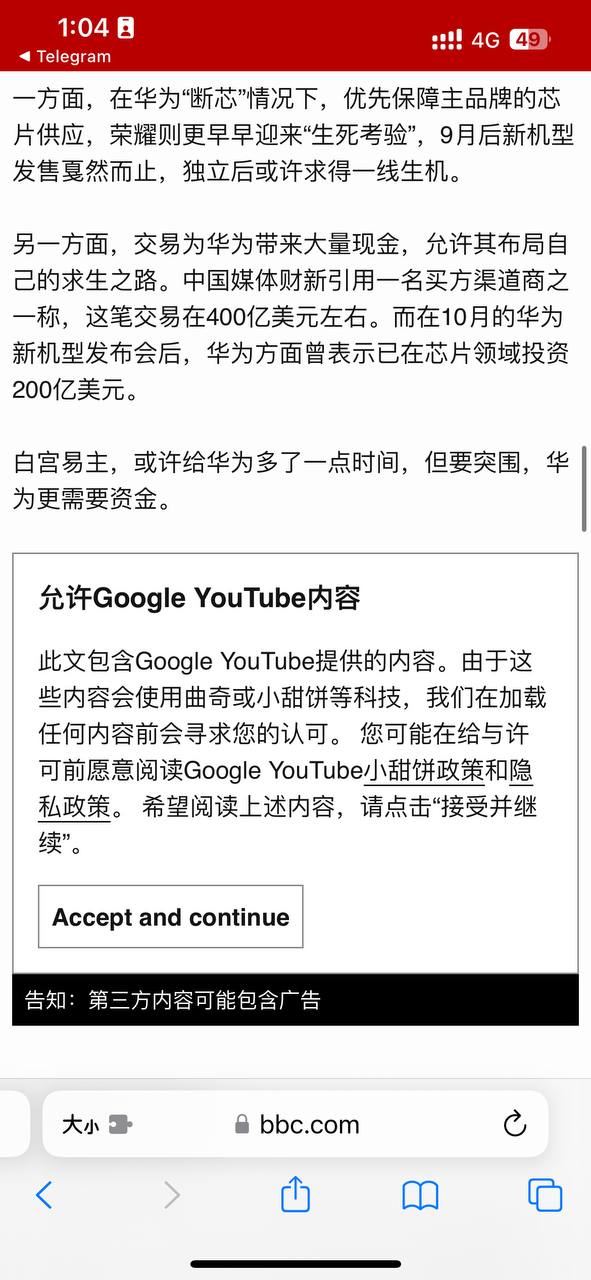 1:04
4G
49
◀ Telegram
一方面，在华为“断芯”情况下，优先保障主品牌的芯
片供应，荣耀则更早早迎来“生死考验”，9月后新机型
发售戛然而止，独立后或许求得一线生机。
另一方面，交易为华为带来大量现金，允许其布局自
己的求生之路。中国媒体财新引用一名买方渠道商之
一称，这笔交易在400亿美元左右。而在10月的华为
新机型发布会后，华为方面曾表示已在芯片领域投资
200亿美元。
白宫易主，或许给华为多了一点时间，但要突围，华
为更需要资金。
允许Google YouTube内容
此文包含Google YouTube提供的内容。由于这
些内容会使用曲奇或小甜饼等科技，我们在加载
任何内容前会寻求您的认可。 您可能在给与许
可前愿意阅读Google YouTube小甜饼政策和隐
私政策。 希望阅读上述内容，请点击“接受并继
续”。
Accept and continue
告知：第三方内容可能包含广告
大小
bbc.com